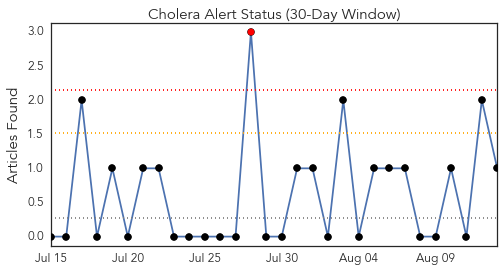 Cholera Alert Status (30-Day Window)
Articles Found
3.0
2.5
2.0
1.5
1.0
0.5
0.0
Jul 15
Jul 20
Jul 25
Jul 30
Aug 04
Aug 09